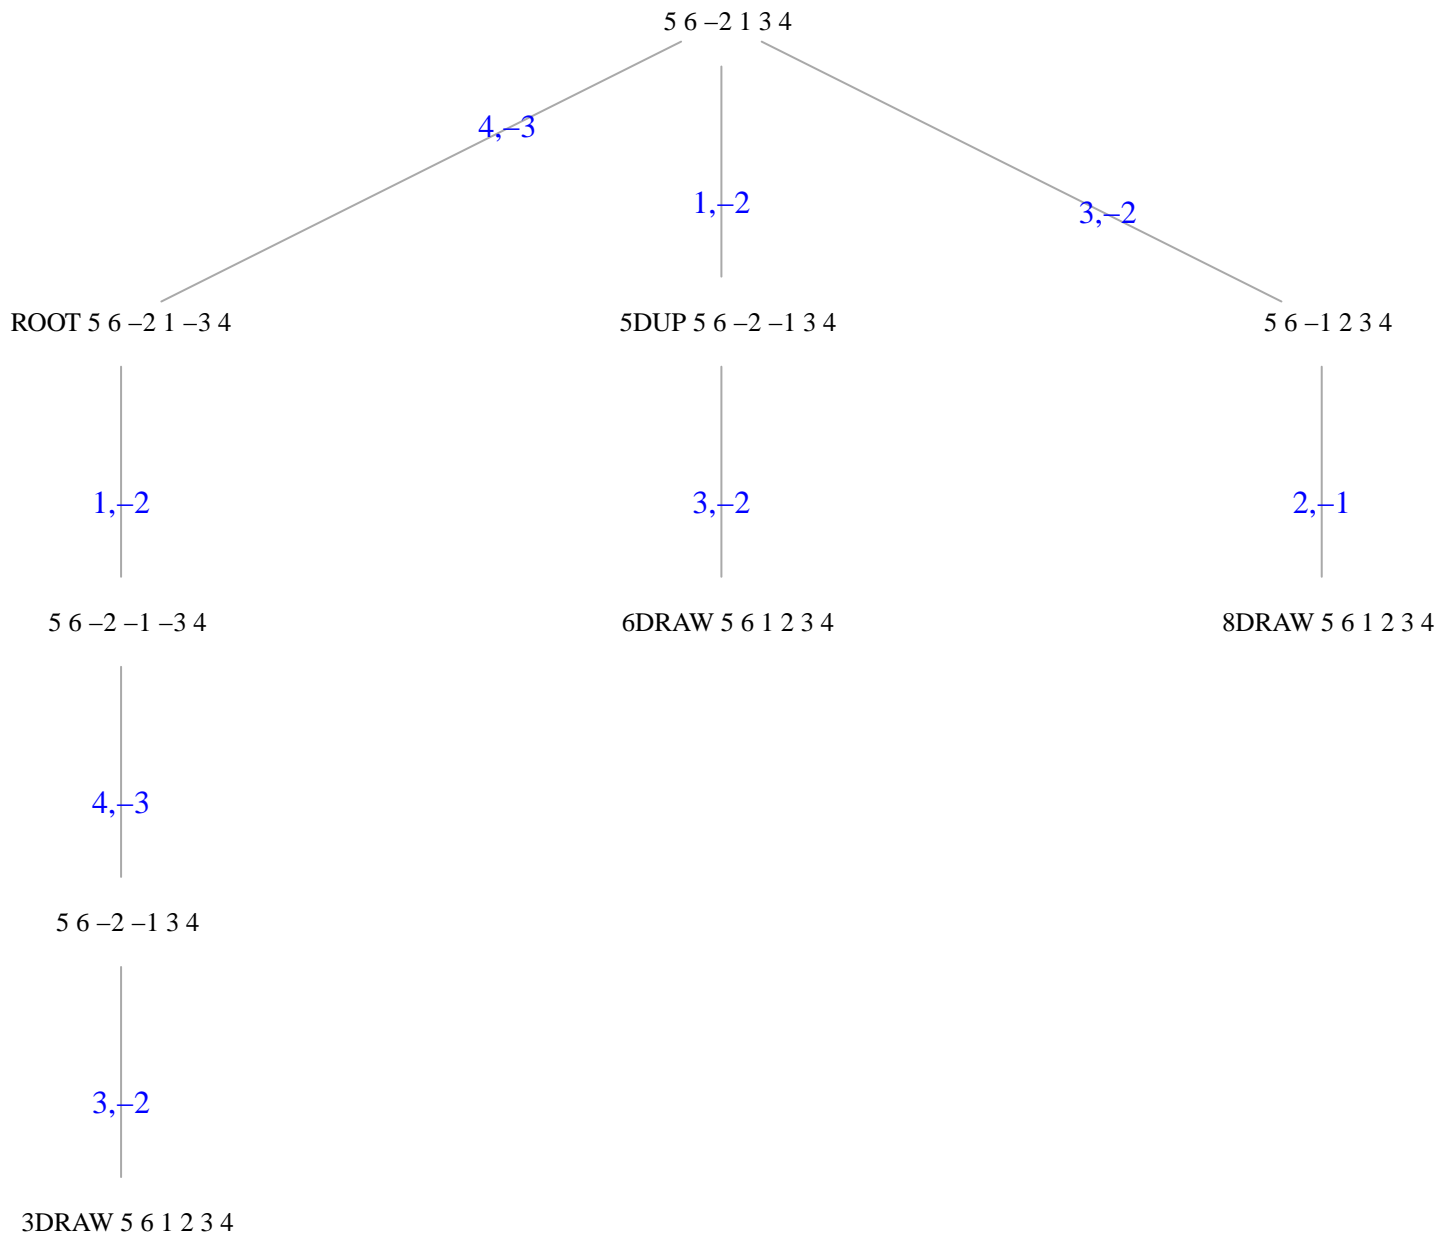 5 6 –2 1 3 4
4,–3
1,–2
3,–2
ROOT 5 6 –2 1 –3 4
5DUP 5 6 –2 –1 3 4
5 6 –1 2 3 4
1,–2
3,–2
2,–1
5 6 –2 –1 –3 4
6DRAW 5 6 1 2 3 4
8DRAW 5 6 1 2 3 4
4,–3
5 6 –2 –1 3 4
3,–2
3DRAW 5 6 1 2 3 4